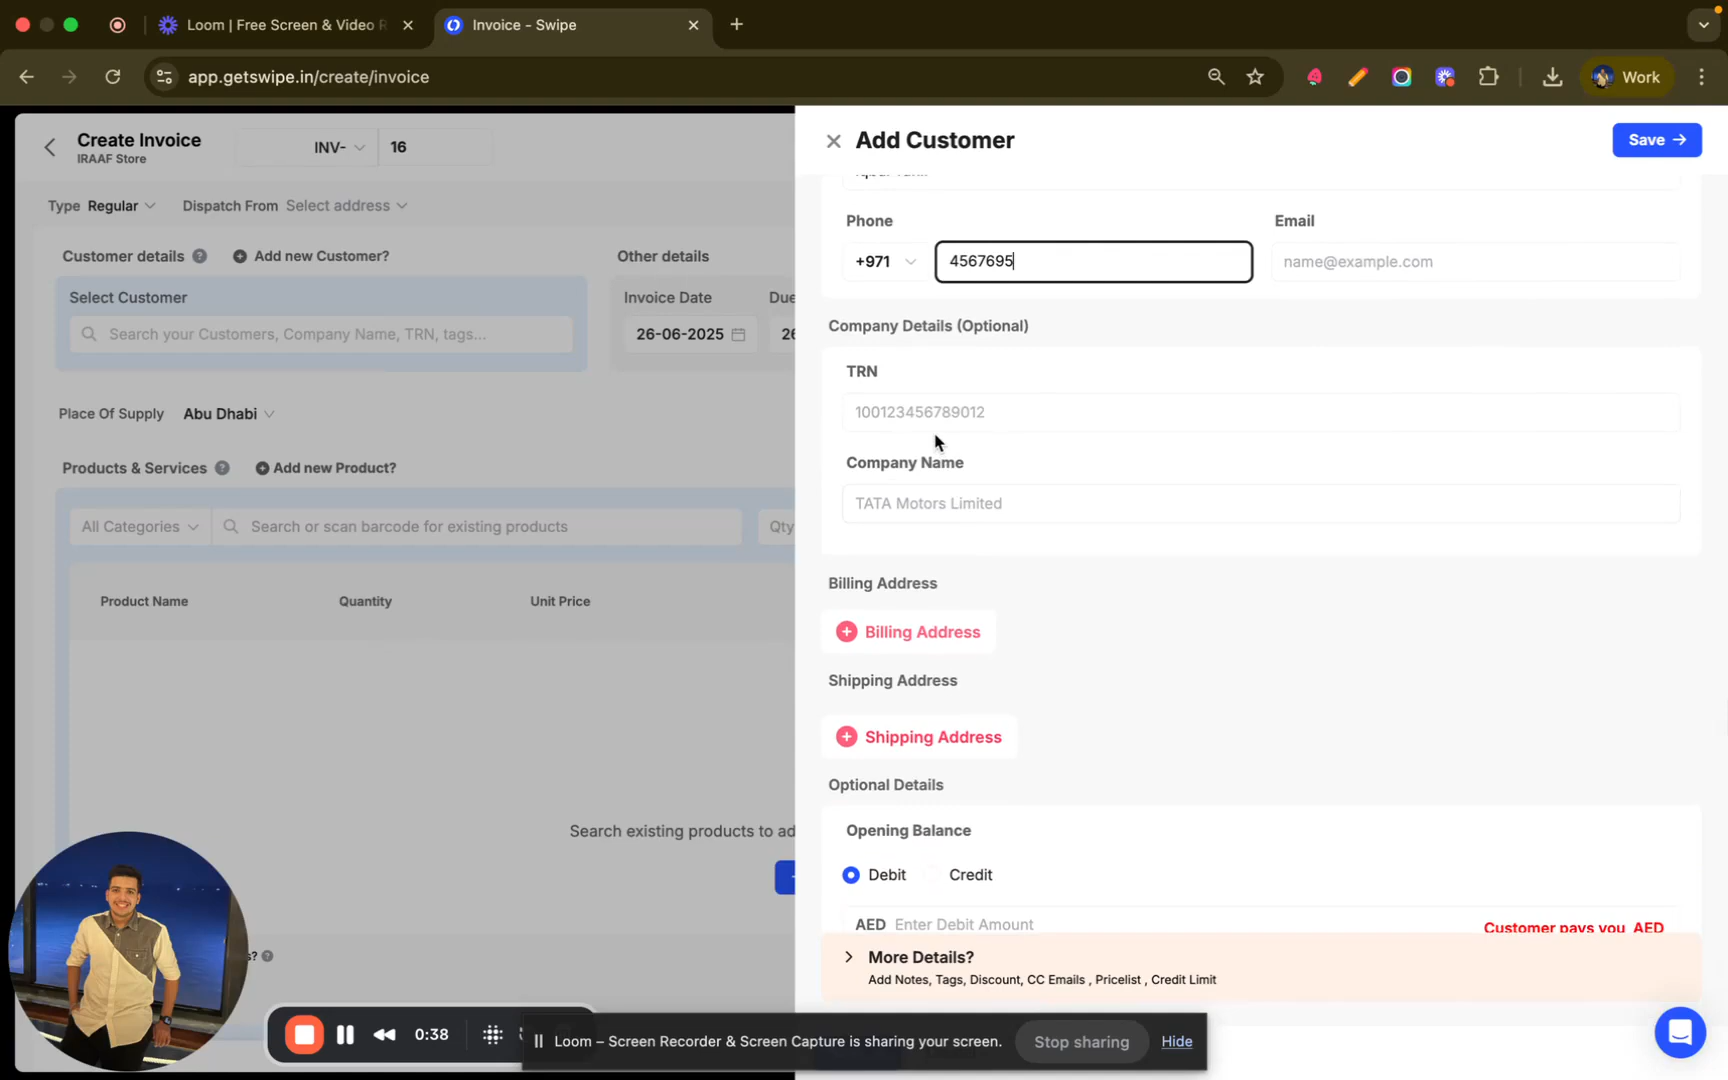 Loom | Free Screen & Video R
Invoice - Swipe
app.getswipe.in/create/invoice
Work
Create Invoice
IRAAF Store
INV-
16
Type Regular
Dispatch From Select address
Customer details
Add new Customer?
Other details
Select Customer
Search your Customers, Company Name, TRN, tags...
Invoice Date
Due
26-06-2025
26
Place Of Supply Abu Dhabi
Products & Services
Add new Product?
All Categories
Search or scan barcode for existing products
Qty
Product Name
Quantity
Unit Price
Search existing products to ad
s?
Add Customer
Save →
Phone
Email
+971
4567695
name@example.com
Company Details (Optional)
TRN
100123456789012
Company Name
TATA Motors Limited
Billing Address
Billing Address
Shipping Address
Shipping Address
Optional Details
Opening Balance
Debit
Credit
AED Enter Debit Amount
Customer pays you AED
More Details?
Add Notes, Tags, Discount, CC Emails , Pricelist , Credit Limit
0:38
Loom – Screen Recorder & Screen Capture is sharing your screen.
Stop sharing
Hide